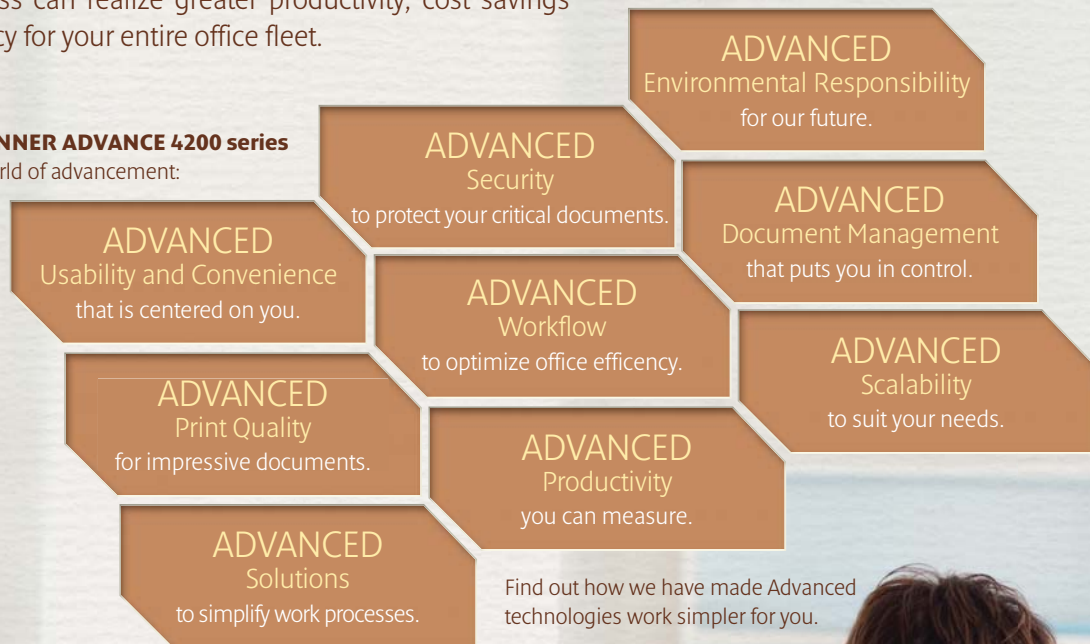 can realize greater productivity, cost savings
for your entire office fleet.
ADVANCE 4200 series
of advancement:
ADVANCED
Environmental Responsibility
for our future.
ADVANCED
Security
to protect your critical documents.
ADVANCED
Document Management
that puts you in control.
ADVANCED
Usability and Convenience
that is centered on you.
ADVANCED
Workflow
to optimize office efficency.
ADVANCED
Scalability
to suit your needs.
ADVANCED
Print Quality
for impressive documents.
ADVANCED
Productivity
you can measure.
ADVANCED
Solutions
to simplify work processes.
Find out how we have made Advanced
technologies work simpler for you.